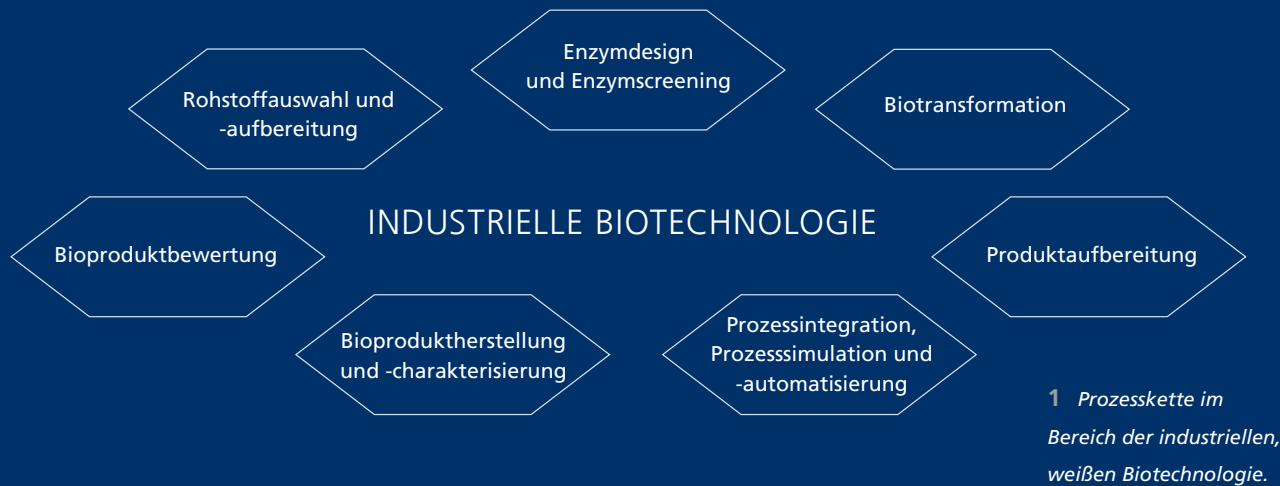 Enzymdesign
und Enzymscreening
Rohstoffauswahl und
-aufbereitung
Biotransformation
INDUSTRIELLE BIOTECHNOLOGIE
Bioproduktbewertung
Produktaufbereitung
Bioproduktherstellung
und -charakterisierung
Prozessintegration,
Prozesssimulation und
-automatisierung
1 Prozesskette im
Bereich der industriellen,
weißen Biotechnologie.